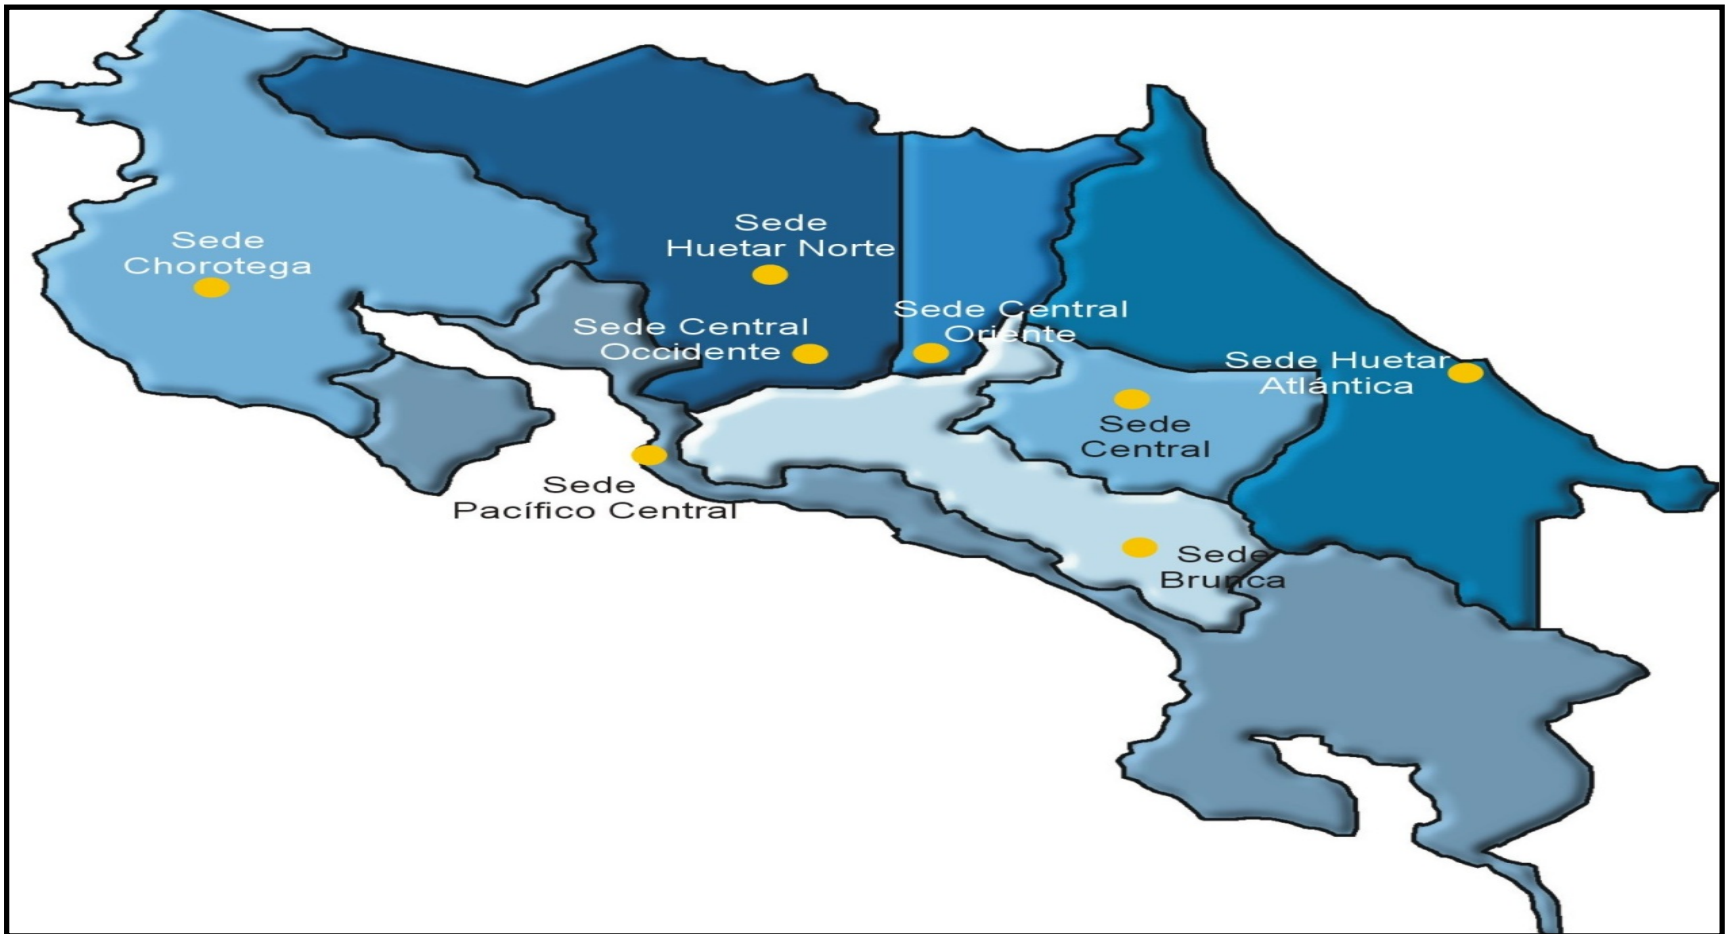 Sede
Huetar Norte
Sede
Chorotega
Sede Central
Oriente
Sede Central
Occidente
Sede Huetar
Atlántica
Sede
Central
Sede
Pacífico Central
Sede
Brunca